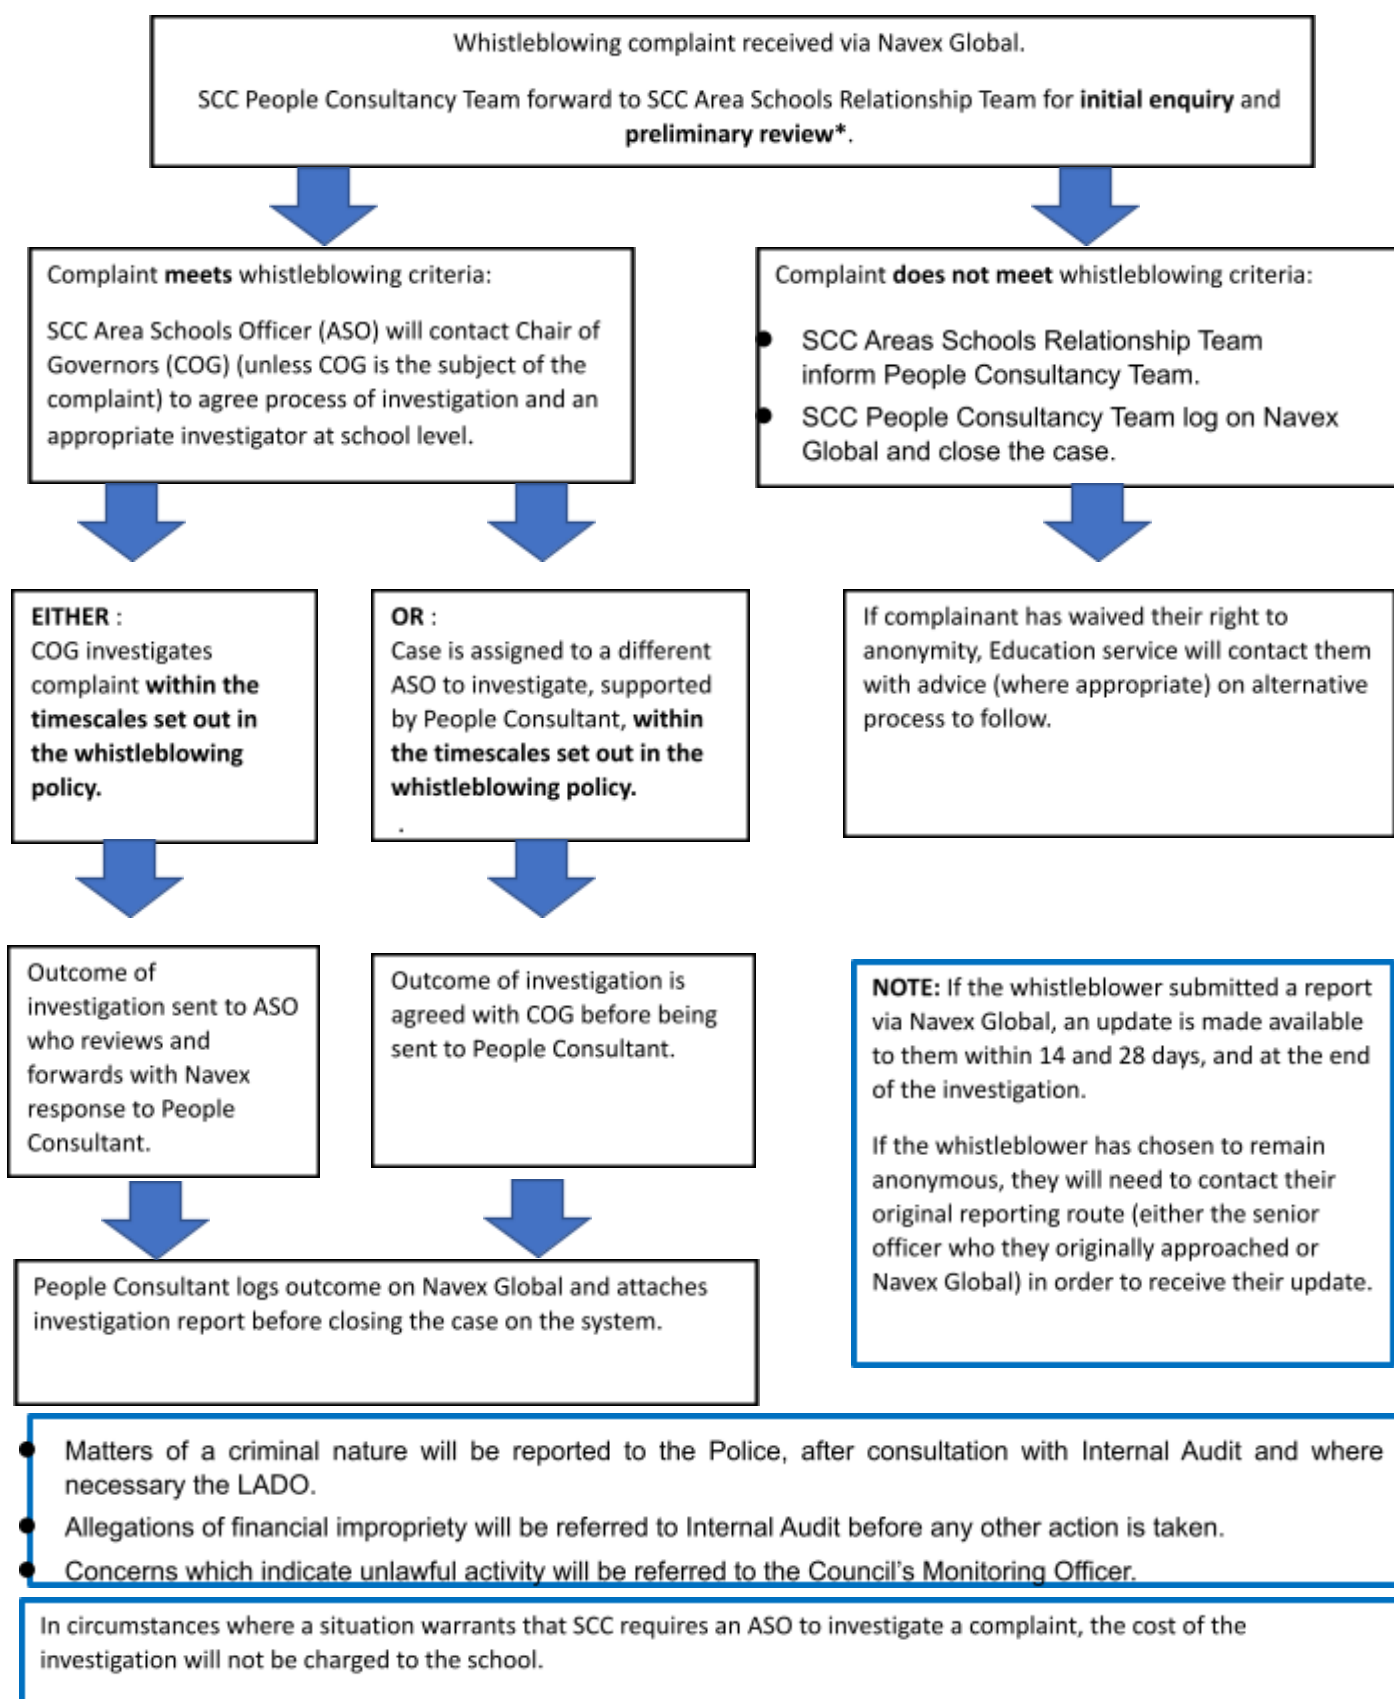 Whistleblowing complaint received via Navex Global.
SCC People Consultancy Team forward to SCC Area Schools Relationship Team for initial enquiry and
preliminary review*.
Complaint meets whistleblowing criteria:
SCC Area Schools Officer (ASO) will contact Chair of
Governors (COG) (unless COG is the subject of the
complaint) to agree process of investigation and an
appropriate investigator at school level.
Complaint does not meet whistleblowing criteria:
● SCC Areas Schools Relationship Team
inform People Consultancy Team.
● SCC People Consultancy Team log on Navex
Global and close the case.
EITHER :
COG investigates
complaint within the
timescales set out in
the whistleblowing
policy.
OR :
Case is assigned to a different
ASO to investigate, supported
by People Consultant, within
the timescales set out in the
whistleblowing policy.
.
If complainant has waived their right to
anonymity, Education service will contact them
with advice (where appropriate) on alternative
process to follow.
Outcome of
investigation sent to ASO
who reviews and
forwards with Navex
response to People
Consultant.
Outcome of investigation is
agreed with COG before being
sent to People Consultant.
NOTE: If the whistleblower submitted a report
via Navex Global, an update is made available
to them within 14 and 28 days, and at the end
of the investigation.
If the whistleblower has chosen to remain
anonymous, they will need to contact their
original reporting route (either the senior
officer who they originally approached or
Navex Global) in order to receive their update.
People Consultant logs outcome on Navex Global and attaches
investigation report before closing the case on the system.
● Matters of a criminal nature will be reported to the Police, after consultation with Internal Audit and where
necessary the LADO.
● Allegations of financial impropriety will be referred to Internal Audit before any other action is taken.
● Concerns which indicate unlawful activity will be referred to the Council's Monitoring Officer.
In circumstances where a situation warrants that SCC requires an ASO to investigate a complaint, the cost of the
investigation will not be charged to the school.